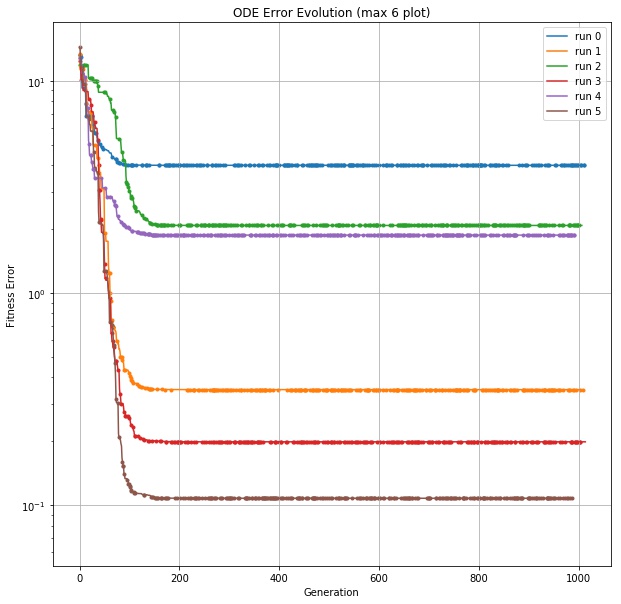 ODE Error Evolution (max 6 plot)
run 0
run 1
run 2
run 3
run 4
run 5
10¹
10⁰
10⁻¹
Fitness Error
0 200 400 600 800 1000
Generation